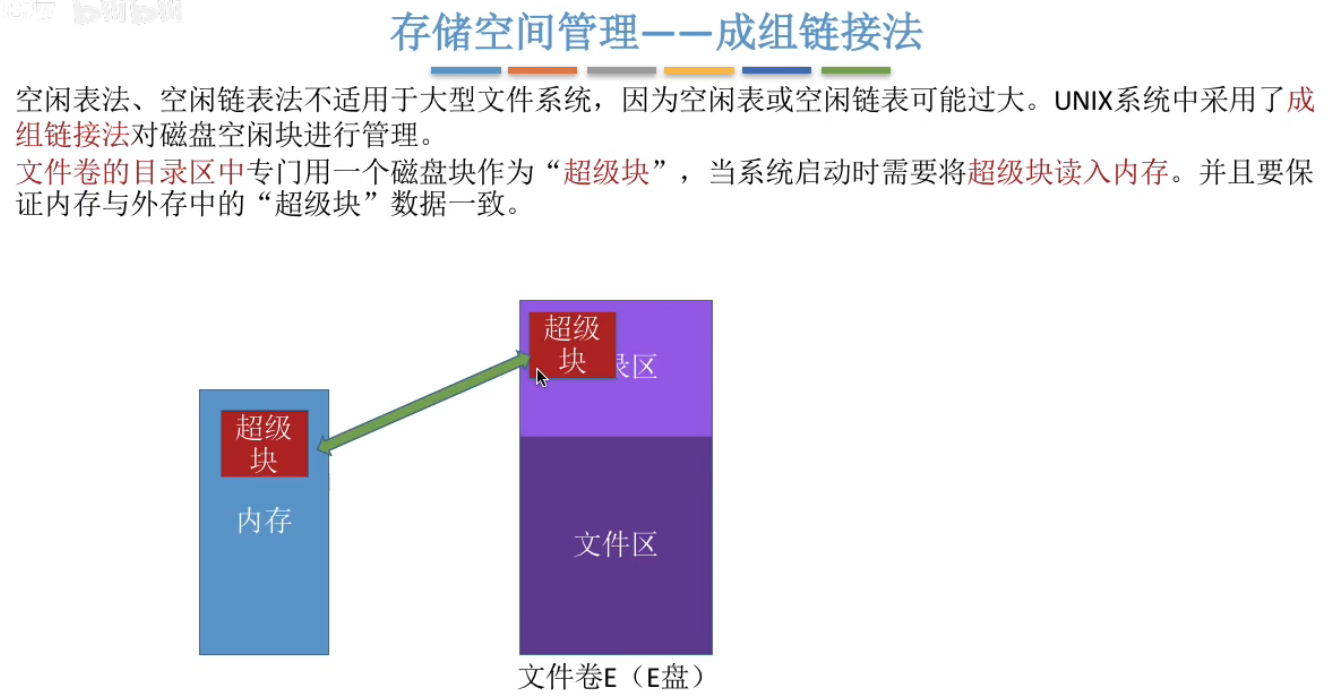 bilibili
存储空间管理——成组链接法
空闲表法、空闲链表法不适用于大型文件系统，因为空闲表或空闲链表可能过大。UNIX系统中采用了成
组链接法对磁盘空闲块进行管理。
文件卷的目录区中专门用一个磁盘块作为“超级块”，当系统启动时需要将超级块读入内存。并且要保
证内存与外存中的“超级块”数据一致。
超级
块
录区
超级
块
内存
文件区
文件卷E（E盘）